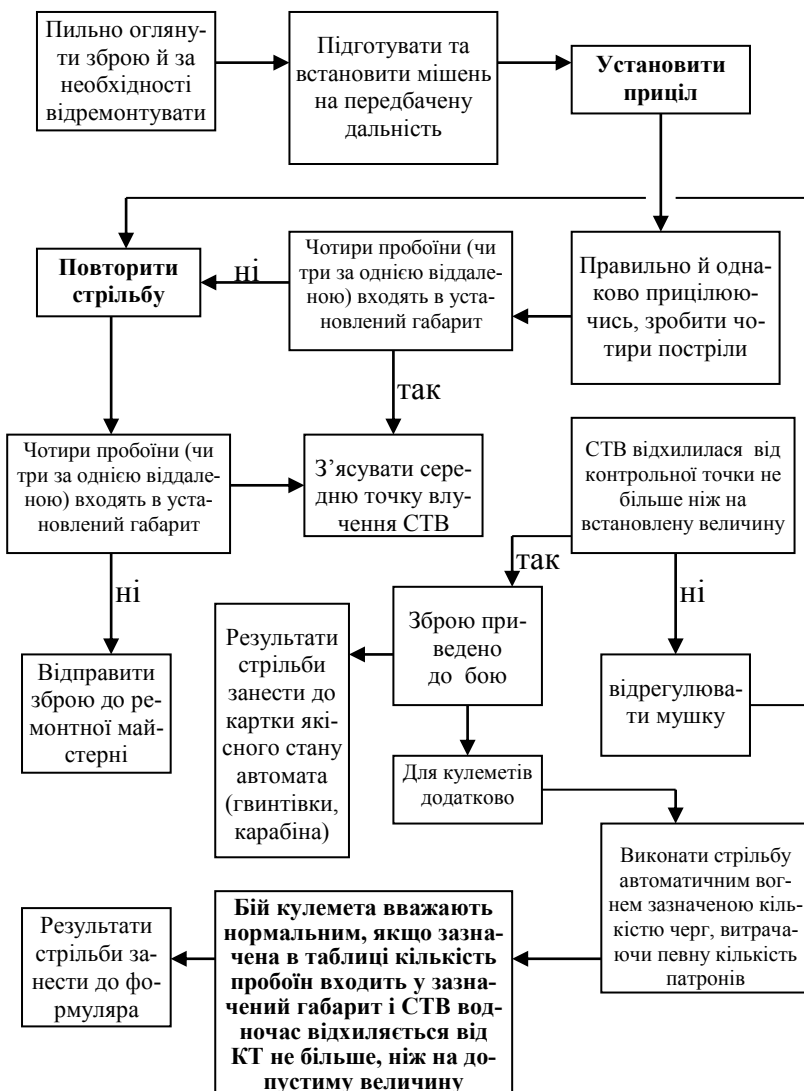 Пильно огляну-
ти зброю й за
необхідності
відремонтувати
Підготувати та
встановити мішень
на передбачену
дальність
Установити
приціл
Повторити
стрільбу
ні
Чотири пробоїни (чи
три за однією віддале-
ною) входять в уста-
новлений габарит
Правильно й одна-
ково прицілюю-
чись, зробити чо-
тири постріли
так
Чотири пробоїни (чи
три за однією віддале-
ною) входять в уста-
новлений габарит
З’ясувати серед-
ню точку влу-
чення СТВ
СТВ відхилилася від
контрольної точки не
більше ніж на
встановлену величину
ні
так
ні
Відправити
зброю до ре-
монтної май-
стерні
Результати
стрільби
занести до
картки які-
сного стану
автомата
(гвинтівки,
карабіна)
Зброю при-
ведено
до бою
відрегулюва-
ти мушку
Для кулеметів
додатково
Виконати стрільбу
автоматичним вог-
нем зазначеною кіль-
кістю черг, витрача-
ючи певну кількість
патронів
Результати
стрільби за-
нести до фо-
рмуляра
Бій кулемета вважають
нормальним, якщо зазна-
чена в таблиці кількість
пробоїн входить у зазна-
чений габарит і СТВ вод-
ночас відхиляється від
КТ не більше, ніж на до-
пустиму величину